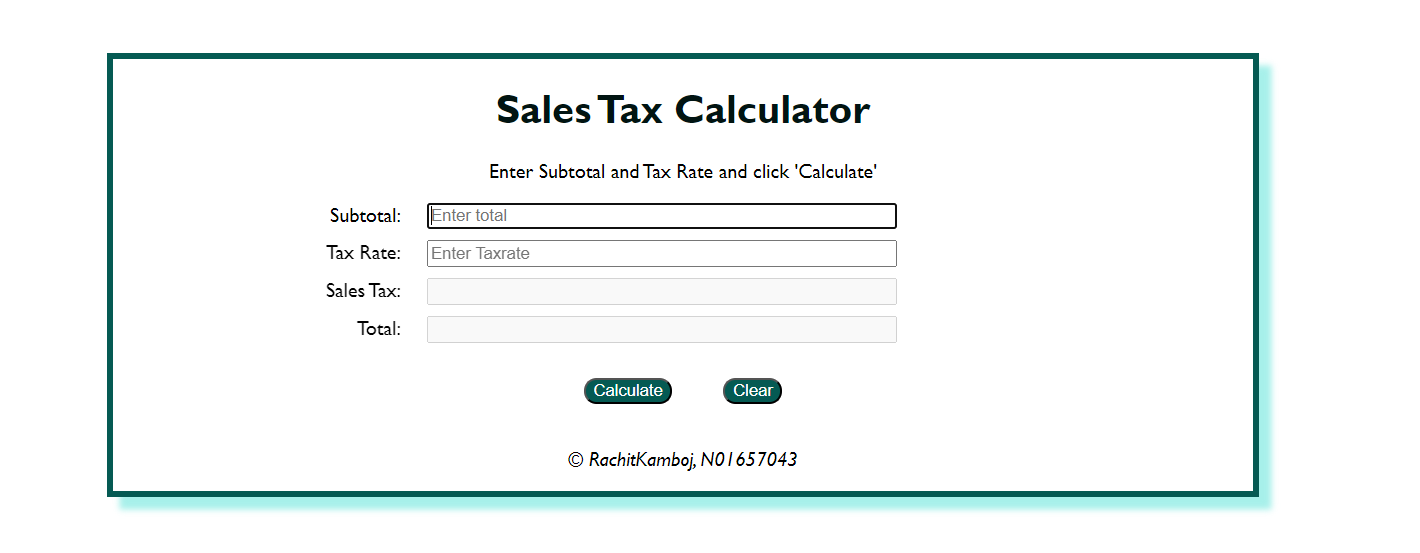 Sales Tax Calculator
Enter Subtotal and Tax Rate and click 'Calculate'
Subtotal: Enter total
Tax Rate: Enter Taxrate
Sales Tax:
Total:
Calculate Clear
© RachitKamboj, N01657043